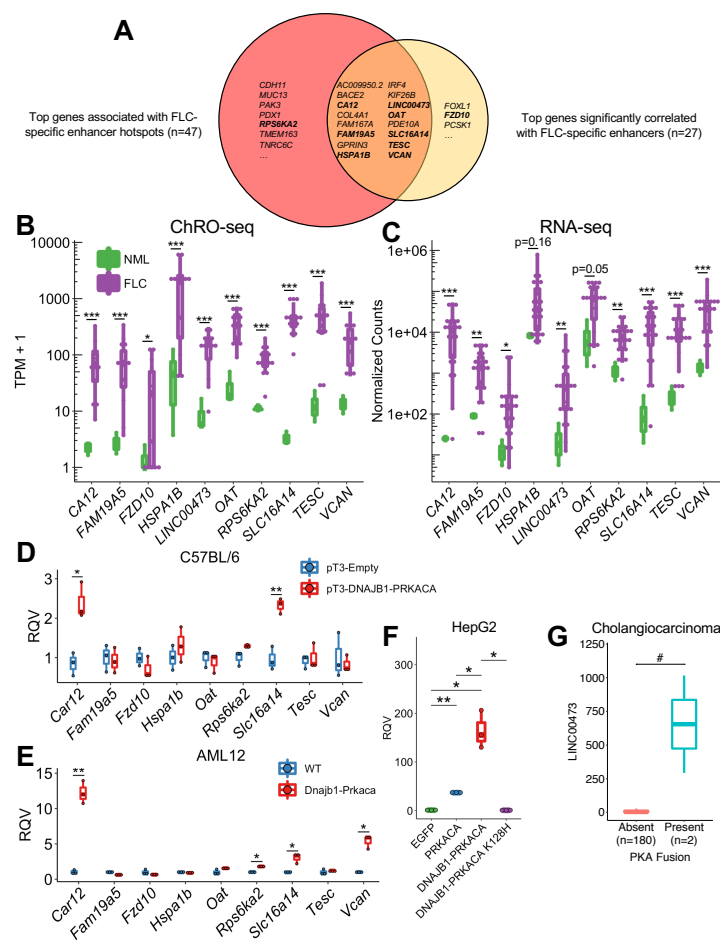 A
Top genes associated with FLC-
specific enhancer hotspots (n=47)
CDH11
MUC13
PAK3
PDX1
RPS6KA2
TMEM163
TNRC6C
...
AC009950.2 IRF4
BACE2 KIF26B
CA12 LINC00473
COL4A1 OAT
FAM167A PDE10A
FAM19A5 SLC16A14
GPRIN3 TESC
HSPA1B VCAN
FOXL1
FZD10
PCSK1
...
Top genes significantly correlated
with FLC-specific enhancers (n=27)
B
ChRO-seq
NML
FLC
TPM + 1
10000
1000
100
10
1
*** *** * *** *** *** *** *** *** ***
CA12
FAM19A5
FZD10
HSPA1B
LINC00473
OAT
RPS6KA2
SLC16A14
TESC
VCAN
C
RNA-seq
Normalized Counts
1e+06
1e+04
1e+02
*** ** * p=0.16 ** p=0.05 ** *** *** ***
CA12
FAM19A5
FZD10
HSPA1B
LINC00473
OAT
RPS6KA2
SLC16A14
TESC
VCAN
D
C57BL/6
pT3-Empty
pT3-DNAJB1-PRKACA
RQV
3
2
1
* **
Car12
Fam19a5
Fzd10
Hspa1b
Oat
Rps6ka2
Slc16a14
Tesc
Vcan
E
AML12
WT
Dnajb1-Prkaca
RQV
15
10
5
0
** * * *
Car12
Fam19a5
Fzd10
Hspa1b
Oat
Rps6ka2
Slc16a14
Tesc
Vcan
F
HepG2
RQV
300
200
100
0
* * * **
EGFP
PRKACA
DNAJB1-PRKACA
DNAJB1-PRKACA K128H
G
Cholangiocarcinoma
#
LINC00473
1250
1000
750
500
250
0
Absent Present
(n=180) (n=2)
PKA Fusion